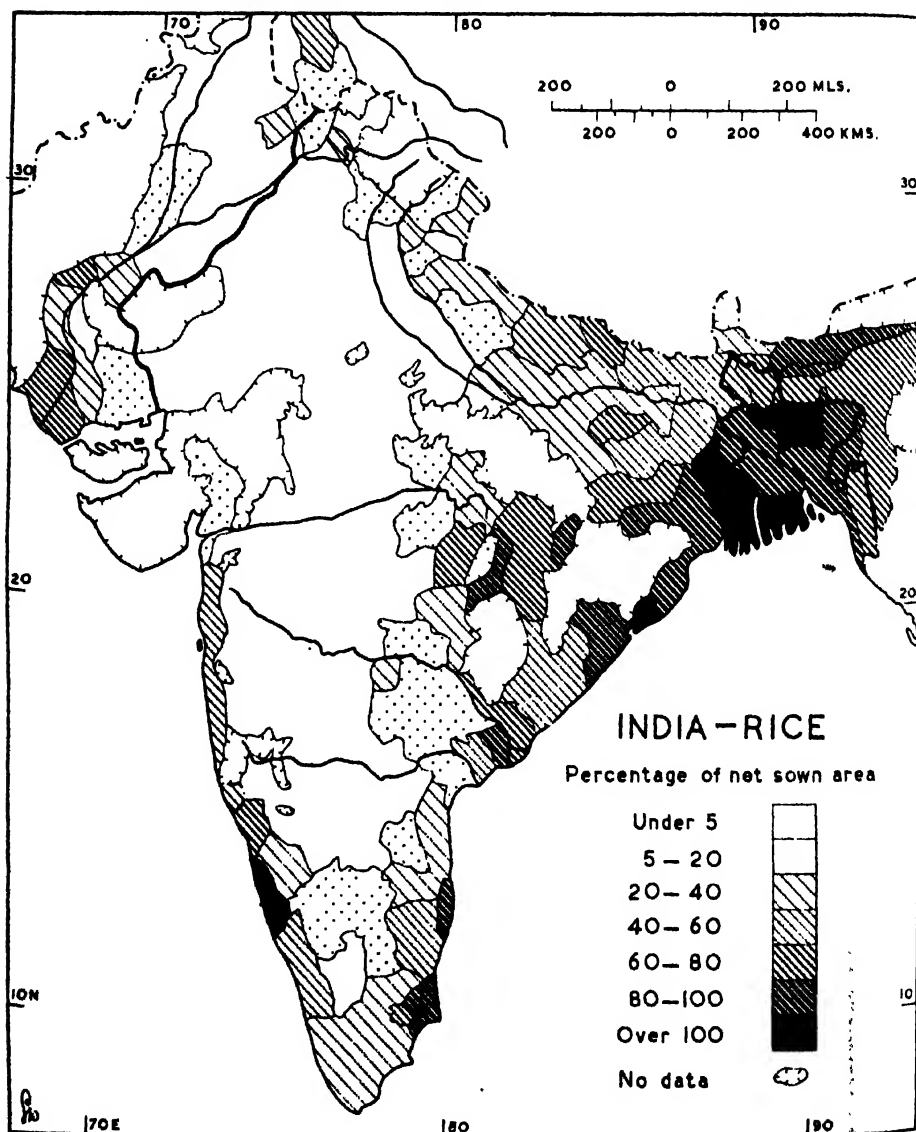 70 80 90
200 0 200 MLS.
200 0 200 400 KMS.
30 30
20 20
INDIA – RICE
Percentage of net sown area
Under 5
5 – 20
20 – 40
40 – 60
60 – 80
80 – 100
Over 100
No data
10N 10
70E 80 90